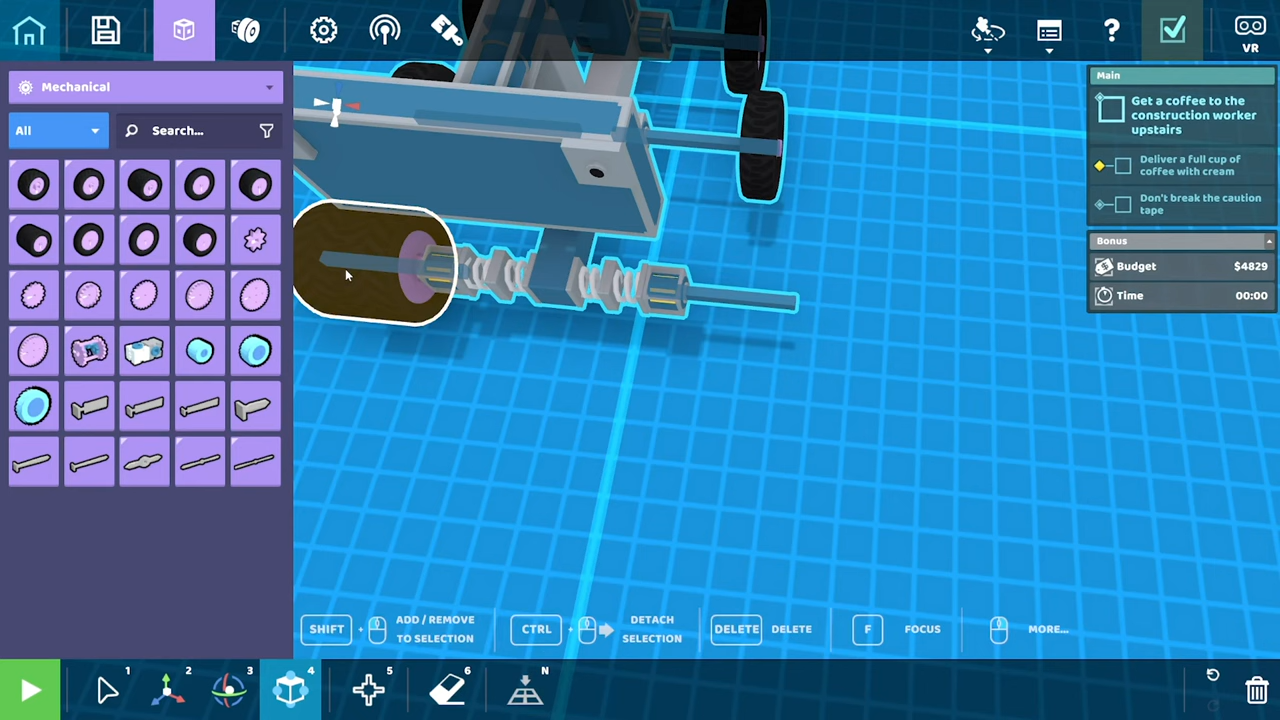 VR
Mechanical
All
Search...
Main
Get a coffee to the
construction worker
upstairs
Deliver a full cup of
coffee with cream
Don't break the caution
tape
Bonus
Budget $4829
Time 00:00
SHIFT + ADD / REMOVE
TO SELECTION
CTRL + DETACH
SELECTION
DELETE DELETE
F FOCUS
MORE...
1 2 3 4 5 6 N